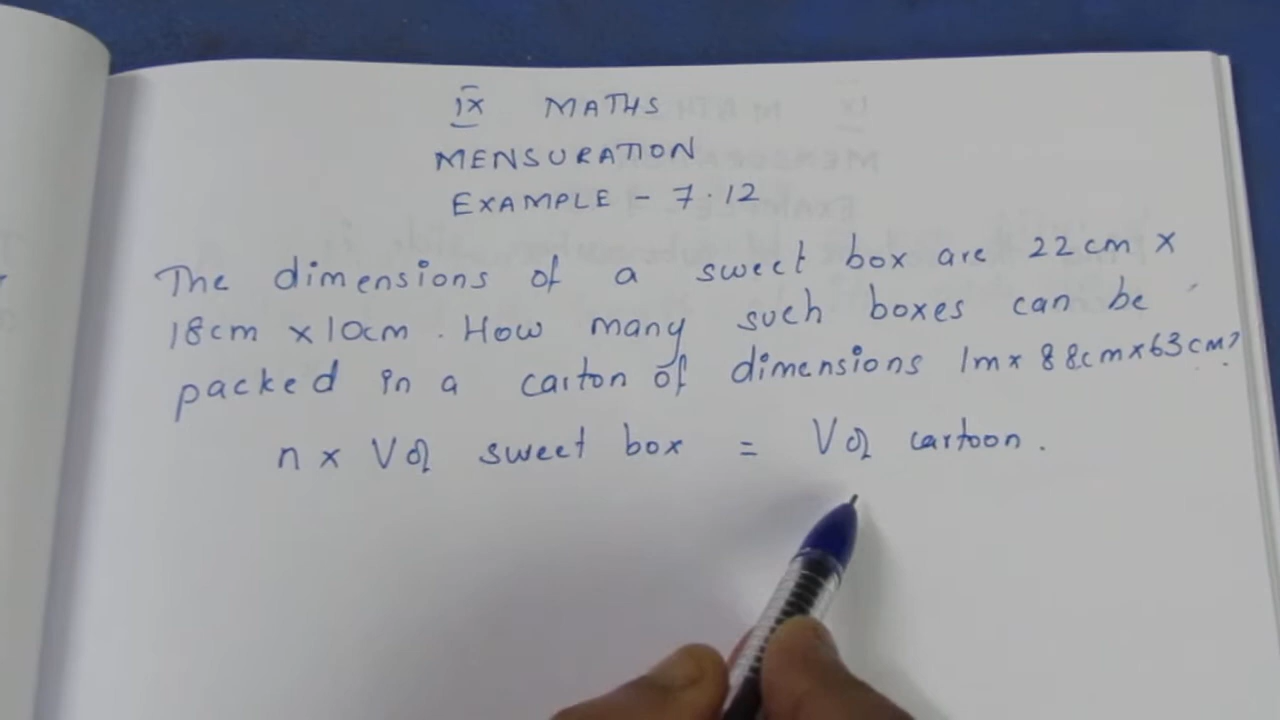 IX MATHS
MENSURATION
EXAMPLE - 7.12
The dimensions of a sweet box are 22cm x
18cm x 10cm. How many such boxes can be
packed in a carton of dimensions 1m x 88cm x 63cm?
n x V of sweet box = V of cartoon.